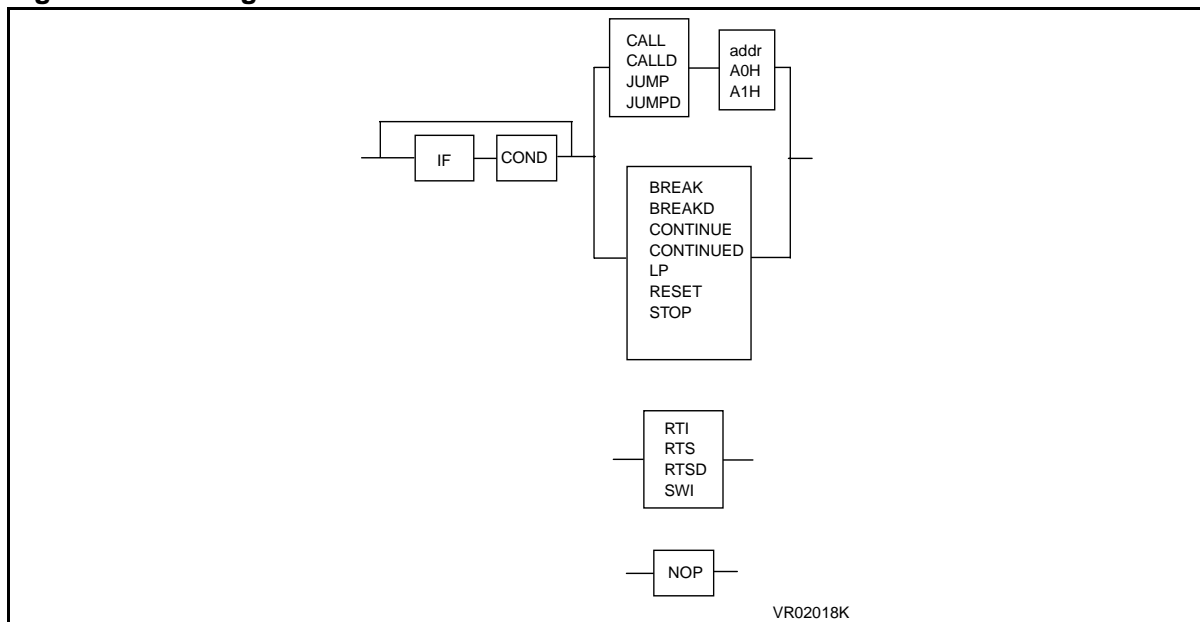 CALL
CALLD
JUMP
JUMPD
addr
A0H
A1H
IF
COND
BREAK
BREAKD
CONTINUE
CONTINUED
LP
RESET
STOP
RTI
RTS
RTSD
SWI
NOP
VR02018K